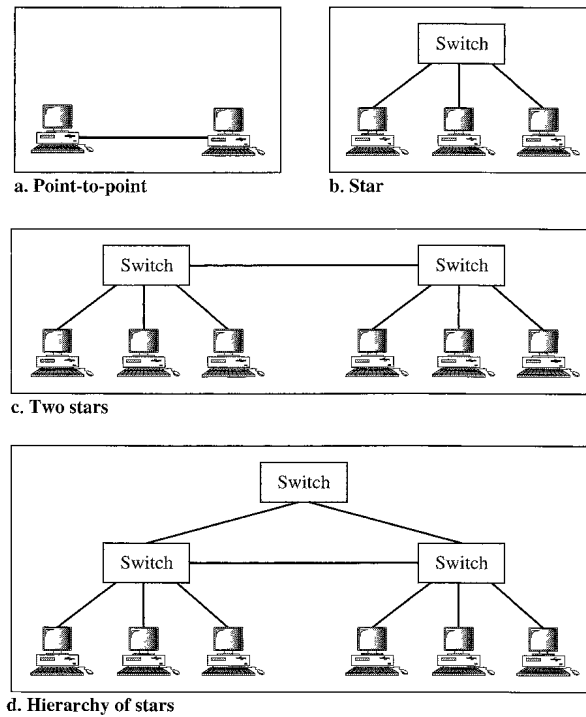 Switch
a. Point-to-point
b. Star
Switch
Switch
c. Two stars
Switch
Switch
Switch
d. Hierarchy of stars